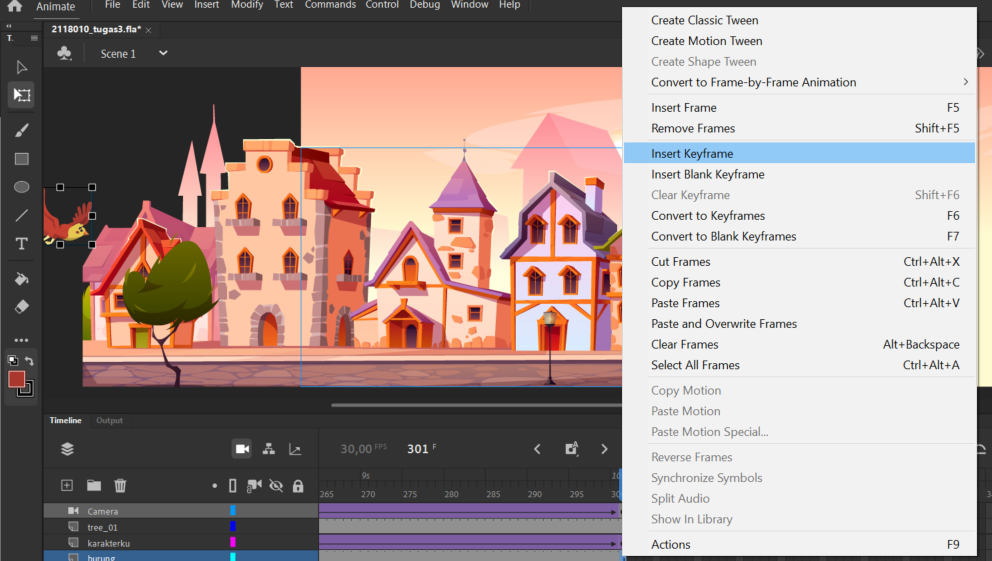 Animate File Edit View Insert Modify Text Commands Control Debug Window Help
2118010_tugas3.fla* ×
T.
Scene 1
Create Classic Tween
Create Motion Tween
Create Shape Tween
Convert to Frame-by-Frame Animation
Insert Frame F5
Remove Frames Shift+F5
Insert Keyframe
Insert Blank Keyframe
Clear Keyframe Shift+F6
Convert to Keyframes F6
Convert to Blank Keyframes F7
Cut Frames Ctrl+Alt+X
Copy Frames Ctrl+Alt+C
Paste Frames Ctrl+Alt+V
Paste and Overwrite Frames
Clear Frames Alt+Backspace
Select All Frames Ctrl+Alt+A
Copy Motion
Paste Motion
Paste Motion Special...
Reverse Frames
Synchronize Symbols
Split Audio
Show In Library
Actions F9
Timeline Output
30,00 FPS 301 F
9s
265 270 275 280 285 290 295
Camera
tree_01
karakterku
burung